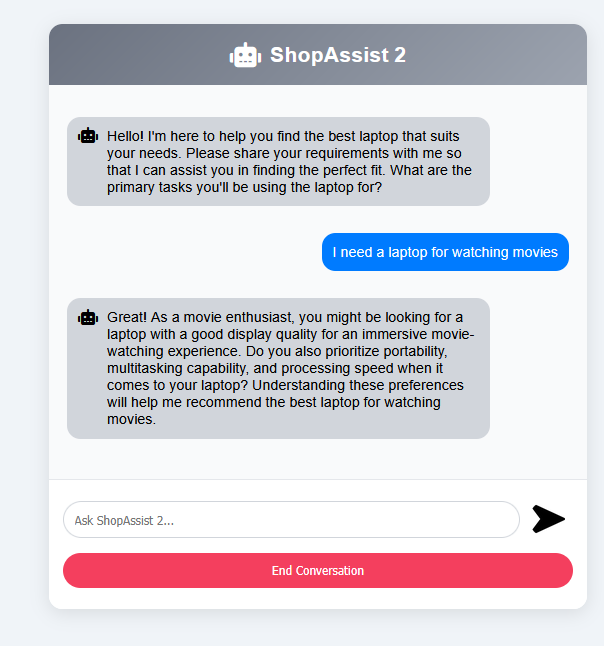 ShopAssist 2
Hello! I'm here to help you find the best laptop that suits
your needs. Please share your requirements with me so
that I can assist you in finding the perfect fit. What are the
primary tasks you'll be using the laptop for?
I need a laptop for watching movies
Great! As a movie enthusiast, you might be looking for a
laptop with a good display quality for an immersive movie-
watching experience. Do you also prioritize portability,
multitasking capability, and processing speed when it
comes to your laptop? Understanding these preferences
will help me recommend the best laptop for watching
movies.
Ask ShopAssist 2...
End Conversation